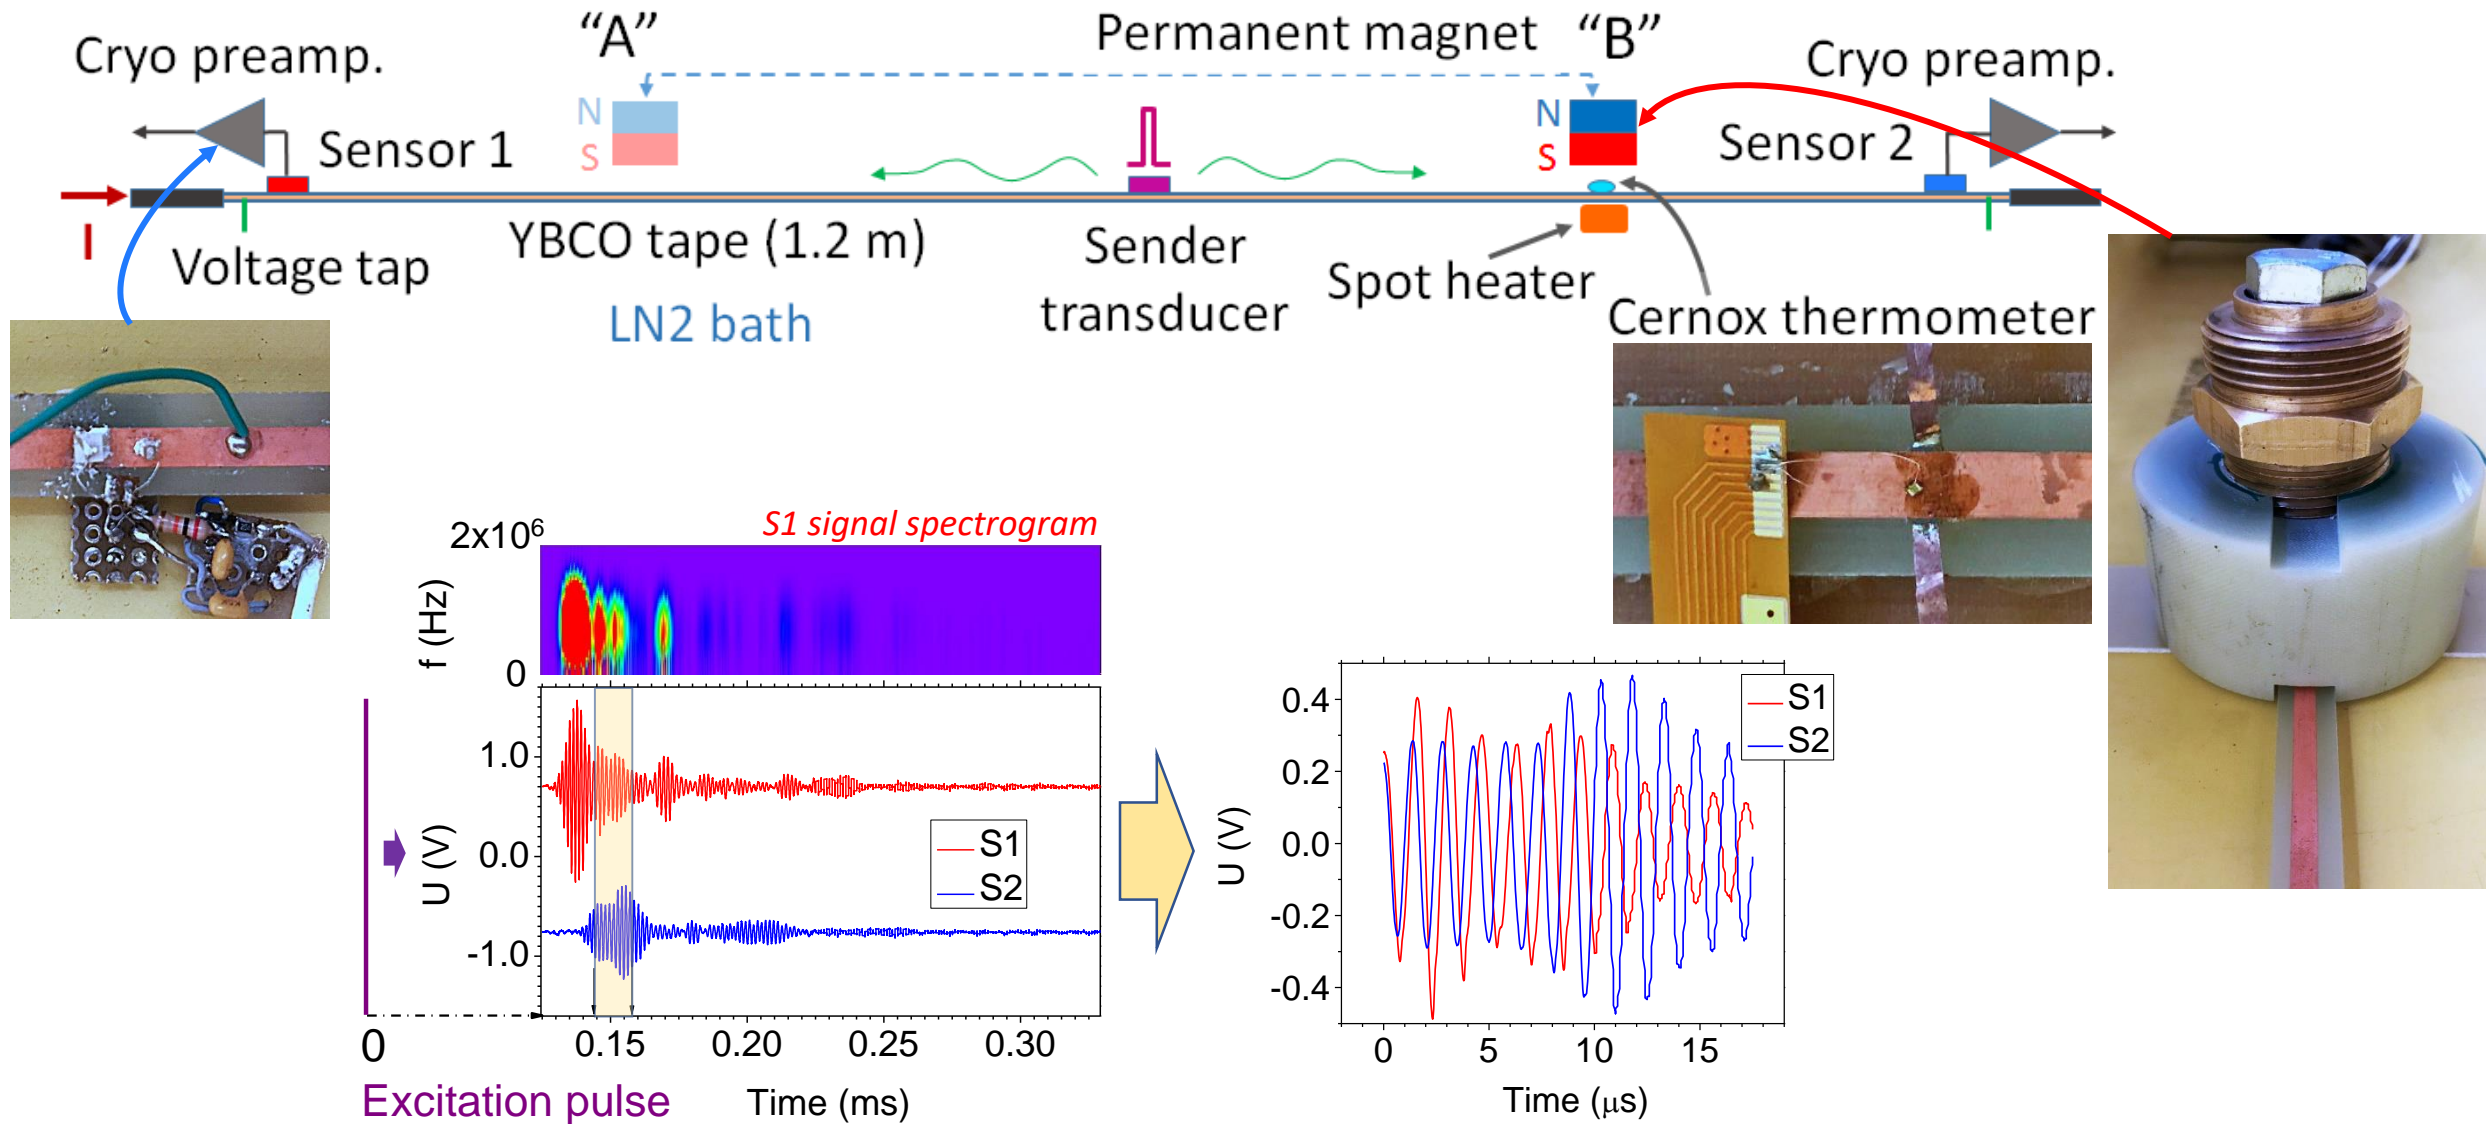 “A”
Permanent magnet
“B”
Cryo preamp.
Cryo preamp.
N
S
N
S
Sensor 1
Sensor 2
I
Voltage tap
YBCO tape (1.2 m)
LN2 bath
Sender
transducer
Spot heater
Cernox thermometer
S1 signal spectrogram
2x10⁶
f (Hz)
0
1.0
0.0
-1.0
U (V)
S1
S2
0
0.15
0.20
0.25
0.30
Excitation pulse
Time (ms)
0.4
0.2
0.0
-0.2
-0.4
U (V)
S1
S2
0
5
10
15
Time (μs)